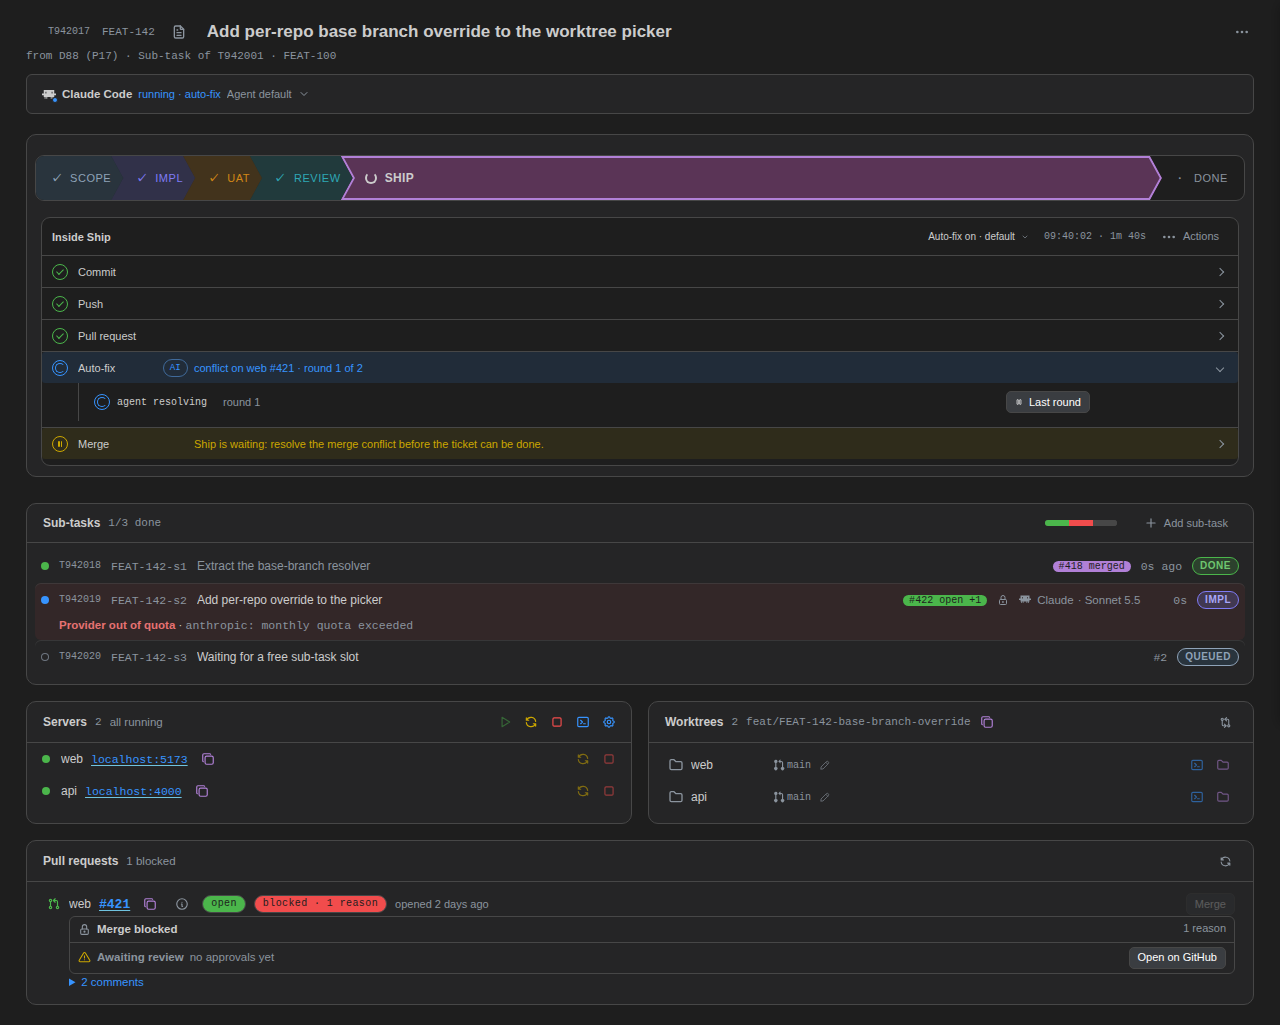 T942017 FEAT-142 Add per-repo base branch override to the worktree picker
from D88 (P17) · Sub-task of T942001 · FEAT-100
Claude Code running · auto-fix Agent default
SCOPE IMPL UAT REVIEW SHIP DONE
Inside Ship Auto-fix on · default 09:40:02 · 1m 40s Actions
Commit
Push
Pull request
Auto-fix AI conflict on web #421 · round 1 of 2
agent resolving round 1 Last round
Merge Ship is waiting: resolve the merge conflict before the ticket can be done.
Sub-tasks 1/3 done Add sub-task
T942018 FEAT-142-s1 Extract the base-branch resolver #418 merged 0s ago DONE
T942019 FEAT-142-s2 Add per-repo override to the picker #422 open +1 Claude · Sonnet 5.5 0s IMPL
Provider out of quota · anthropic: monthly quota exceeded
T942020 FEAT-142-s3 Waiting for a free sub-task slot #2 QUEUED
Servers 2 all running
web localhost:5173
api localhost:4000
Worktrees 2 feat/FEAT-142-base-branch-override
web main
api main
Pull requests 1 blocked
web #421 open blocked · 1 reason opened 2 days ago Merge
Merge blocked 1 reason
Awaiting review no approvals yet Open on GitHub
2 comments